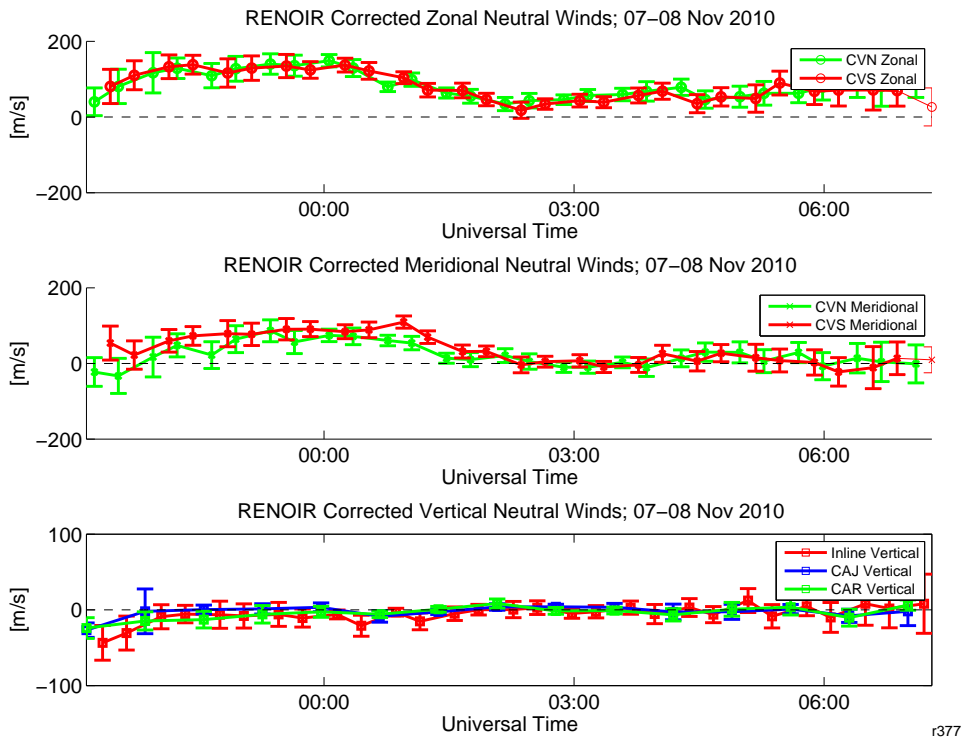 RENOIR Corrected Zonal Neutral Winds; 07−08 Nov 2010
200
0
−200
[m/s]
CVN Zonal
CVS Zonal
00:00
03:00
06:00
Universal Time
RENOIR Corrected Meridional Neutral Winds; 07−08 Nov 2010
200
0
−200
[m/s]
CVN Meridional
CVS Meridional
00:00
03:00
06:00
Universal Time
RENOIR Corrected Vertical Neutral Winds; 07−08 Nov 2010
100
0
−100
[m/s]
Inline Vertical
CAJ Vertical
CAR Vertical
00:00
03:00
06:00
Universal Time
r377